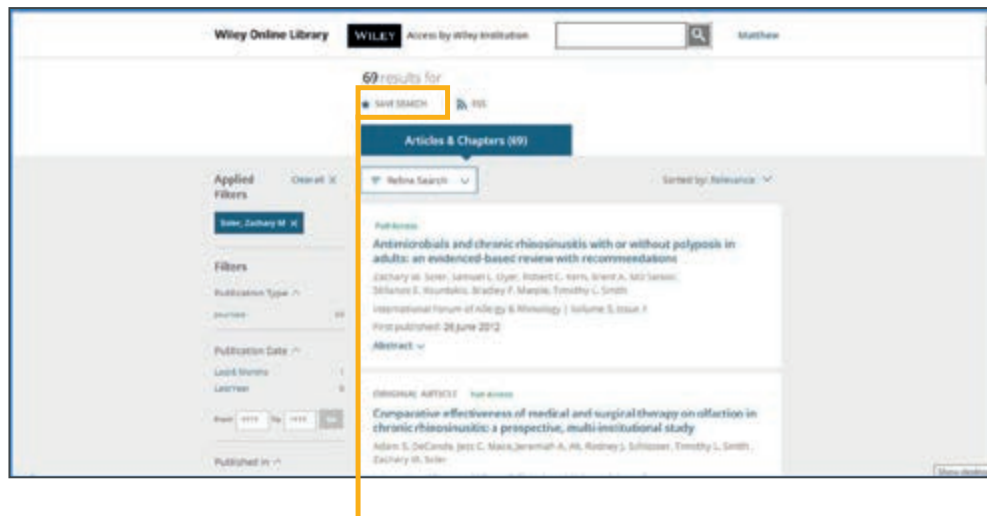 Wiley Online Library WILEY Access by Wiley Institution Matthew
69 results for
SAVE SEARCH RSS
Articles & Chapters (69)
Applied Filters Clear all X
Refine Search
Sorted by: Relevance
Soler, Zachary M X
Full Access
Antimicrobials and chronic rhinosinusitis with or without polyposis in
adults: an evidenced-based review with recommendations
Zachary M. Soler, Samuel L. Oyer, Robert C. Kern, Brent A. Senior,
Stilianos E. Kountakis, Bradley F. Marple, Timothy L. Smith
International Forum of Allergy & Rhinology | Volume 3, Issue 1
First published: 26 June 2012
Abstract
Filters
Publication Type
Journals 69
Publication Date
Last 6 Months 1
Last Year
From To
Published in
ORIGINAL ARTICLE Full Access
Comparative effectiveness of medical and surgical therapy on olfaction in
chronic rhinosinusitis: a prospective, multi-institutional study
Adam S. DeConde, Jess C. Mace, Jeremiah A. Alt, Rodney J. Schlosser, Timothy L. Smith,
Zachary M. Soler
Show desktop